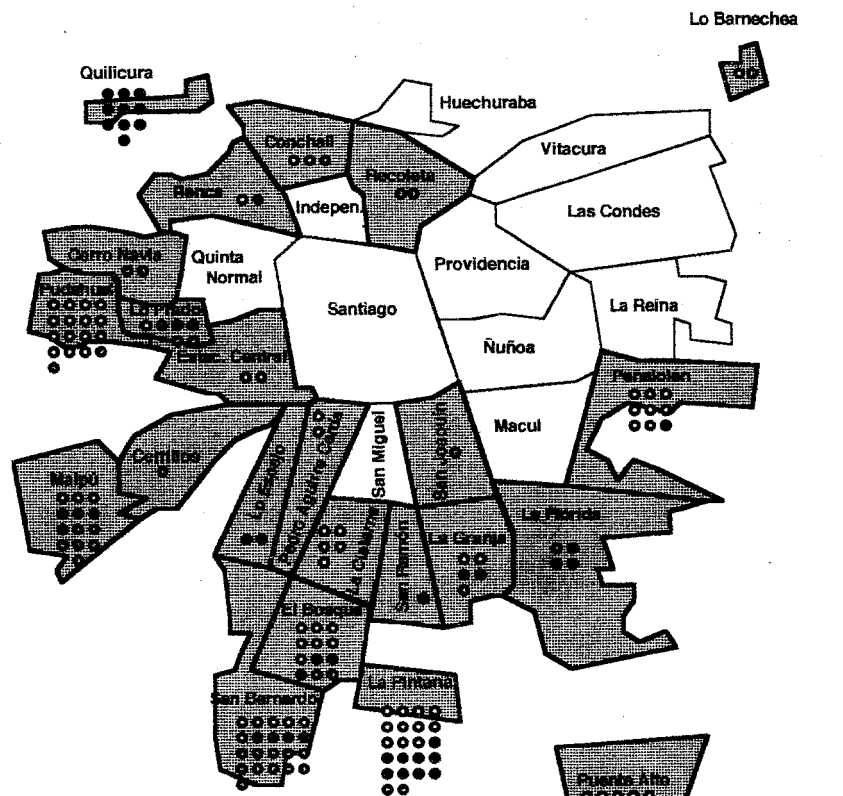 Lo Barnechea
Quilicura
Huechuraba
Conchalí
Vitacura
Recoleta
Renca
Indepen.
Las Condes
Cerro Navia
Quinta
Normal
Providencia
Pudahuel
La Reina
Lo Prado
Santiago
Ñuñoa
Estac. Central
Peñalolén
Macul
San Miguel
San Joaquín
Pedro Aguirre Cerda
Lo Espejo
Cerrillos
Maipú
La Florida
La Cisterna
San Ramón
La Granja
El Bosque
La Pintana
San Bernardo
Puente Alto